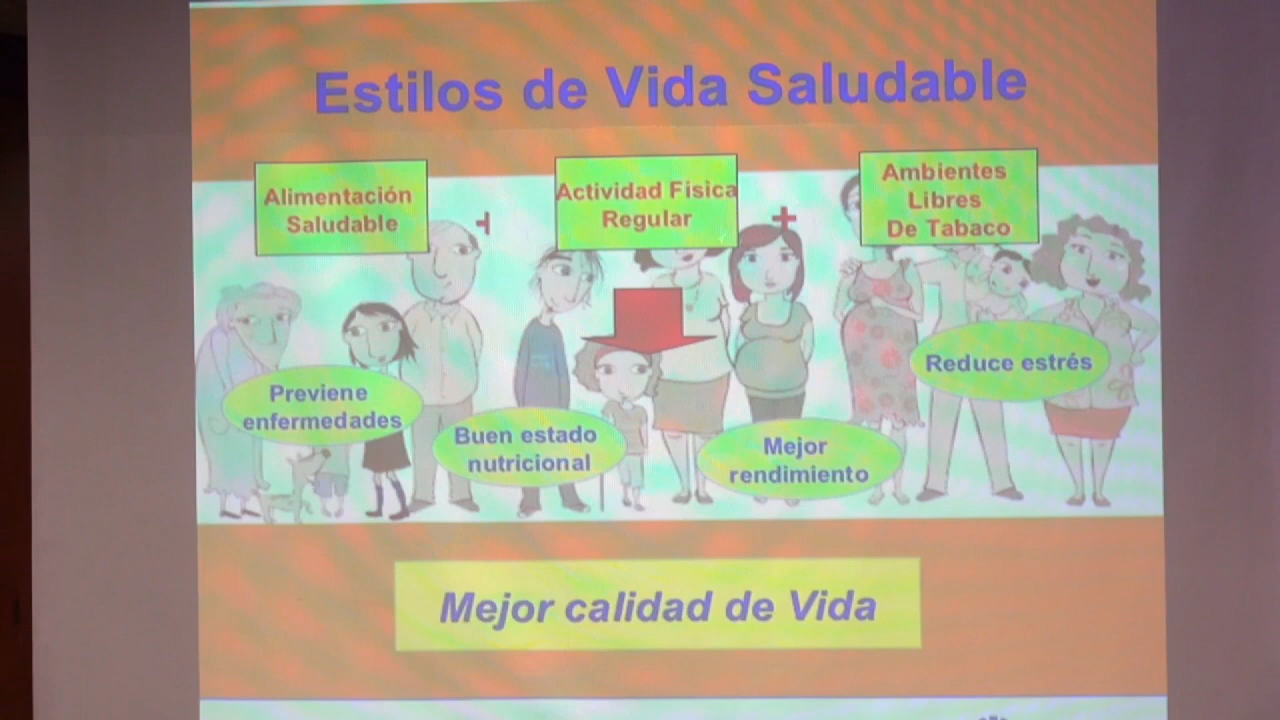 Estilos de Vida Saludable
Alimentación
Saludable
+
Actividad Física
Regular
+
Ambientes
Libres
De Tabaco
Previene
enfermedades
Buen estado
nutricional
Mejor
rendimiento
Reduce estrés
Mejor calidad de Vida